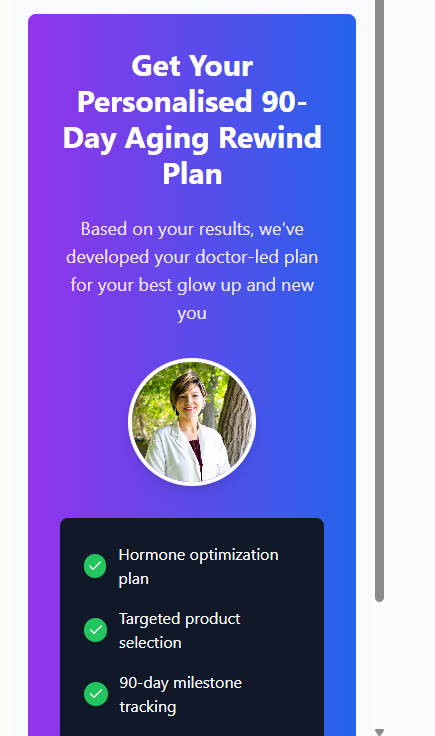 Get Your
Personalised 90-
Day Aging Rewind
Plan
Based on your results, we've
developed your doctor-led plan
for your best glow up and new
you
Hormone optimization
plan
Targeted product
selection
90-day milestone
tracking